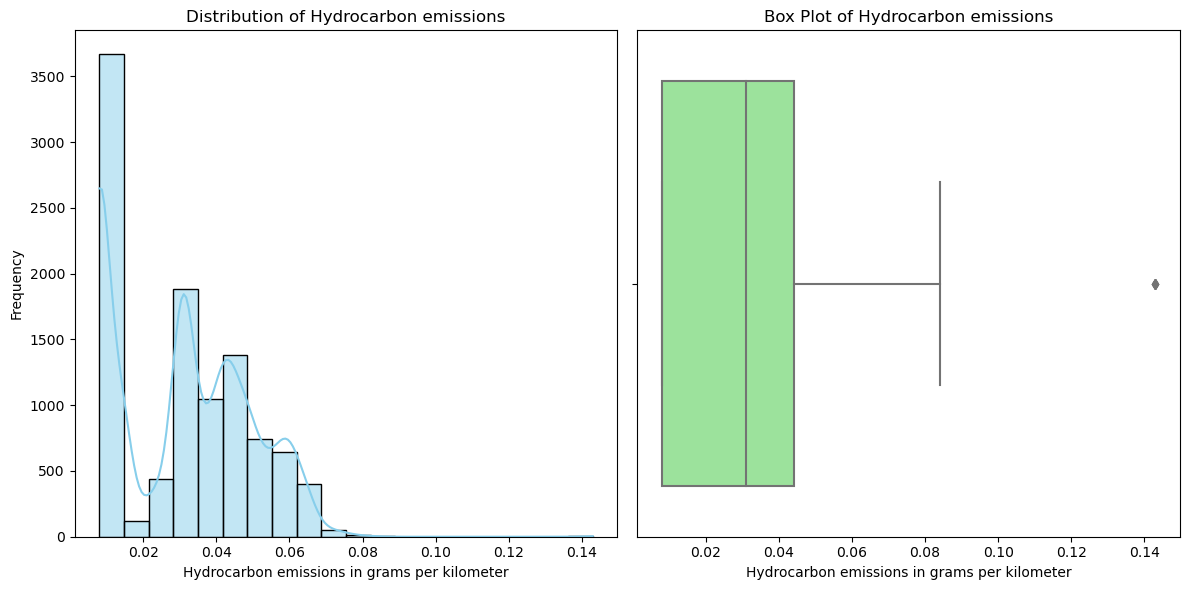 Distribution of Hydrocarbon emissions
Frequency
3500
3000
2500
2000
1500
1000
500
0
0.02 0.04 0.06 0.08 0.10 0.12 0.14
Hydrocarbon emissions in grams per kilometer
Box Plot of Hydrocarbon emissions
0.02 0.04 0.06 0.08 0.10 0.12 0.14
Hydrocarbon emissions in grams per kilometer